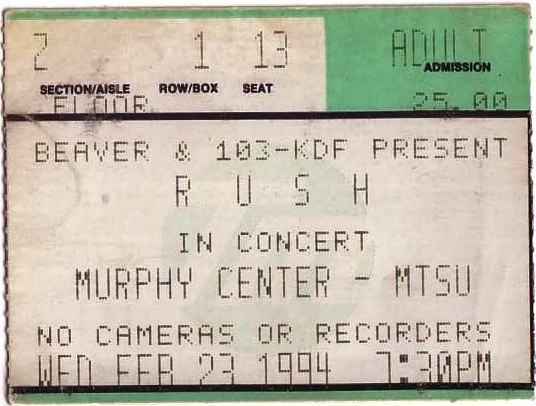 2 1 13 ADULT
SECTION/AISLE ROW/BOX SEAT ADMISSION
FLOOR 25.00
BEAVER & 103-KDF PRESENT
R U S H
IN CONCERT
MURPHY CENTER - MTSU
NO CAMERAS OR RECORDERS
WED FEB 23 1994 7:30PM